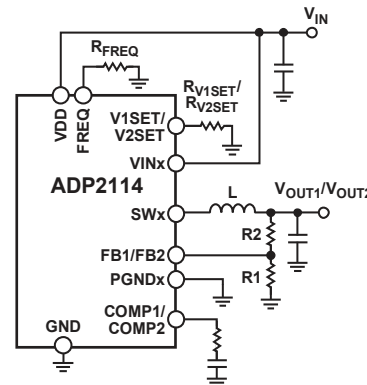 VIN
RFREQ
RV1SET/
RV2SET
VDD
FREQ
V1SET/
V2SET
VINx
ADP2114
SWx
L
VOUT1/VOUT2
R2
FB1/FB2
R1
PGNDx
COMP1/
COMP2
GND